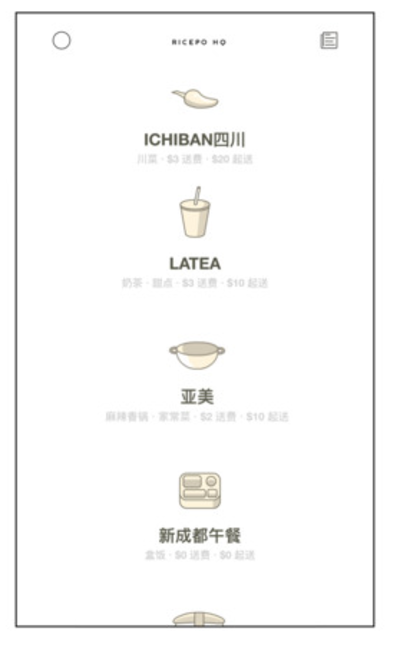 RICEPO HQ
ICHIBAN四川
川菜 · $3 送费 · $20 起送
LATEA
奶茶 · 甜点 · $3 送费 · $10 起送
亚美
麻辣香锅 · 家常菜 · $2 送费 · $10 起送
新成都午餐
盒饭 · $0 送费 · $0 起送